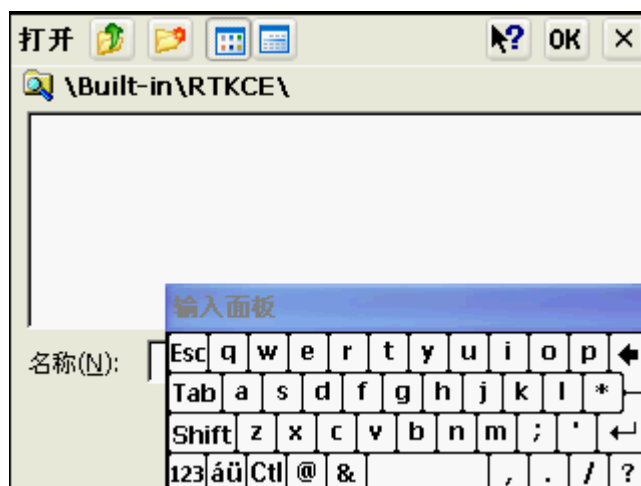 打开 ? OK ×
\Built-in\RTKCE\
输入面板
名称(N):
Esc q w e r t y u i o p
Tab a s d f g h j k l *
Shift z x c v b n m ; '
123 áü Ctl @ & , . / ?